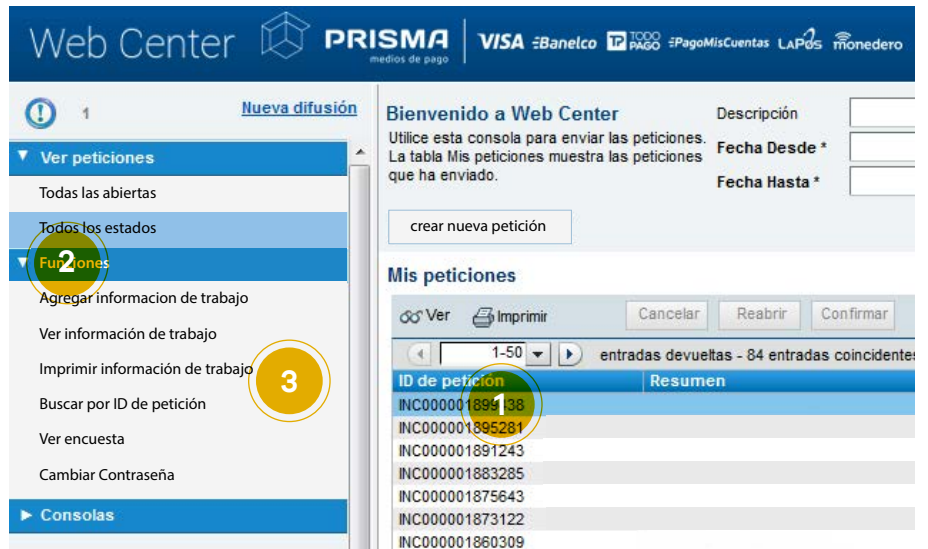 Web Center PRISMA medios de pago VISA Banelco TP TODO PAGO PagoMisCuentas LAPOS monedero
1 Nueva difusión
Ver peticiones
Todas las abiertas
Todos los estados
2
Funciones
Agregar informacion de trabajo
Ver información de trabajo
Imprimir información de trabajo
3
Buscar por ID de petición
Ver encuesta
Cambiar Contraseña
Consolas
Bienvenido a Web Center
Utilice esta consola para enviar las peticiones.
La tabla Mis peticiones muestra las peticiones
que ha enviado.
Descripción
Fecha Desde *
Fecha Hasta *
crear nueva petición
Mis peticiones
Ver Imprimir Cancelar Reabrir Confirmar
1-50 entradas devueltas - 84 entradas coincidentes
ID de petición Resumen
1
INC000001899438
INC000001895281
INC000001891243
INC000001883285
INC000001875643
INC000001873122
INC000001860309